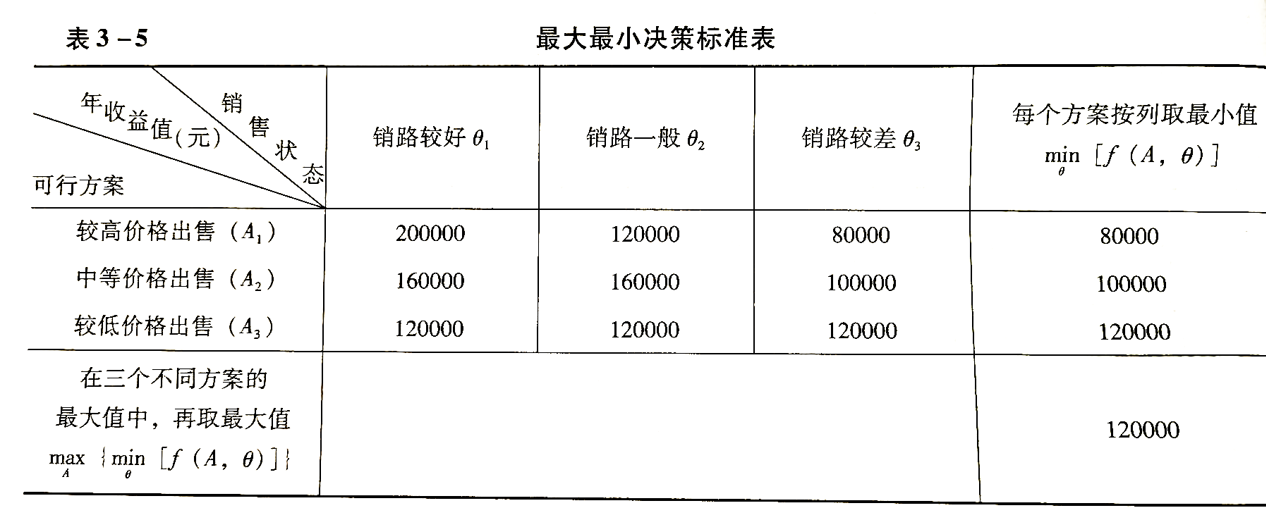 表 3-5 最大最小决策标准表
年收益值(元) 销售状态
可行方案
销路较好 θ₁
销路一般 θ₂
销路较差 θ₃
每个方案按列取最小值
min [f (A, θ)]
θ
较高价格出售 (A₁) 200000 120000 80000 80000
中等价格出售 (A₂) 160000 160000 100000 100000
较低价格出售 (A₃) 120000 120000 120000 120000
在三个不同方案的
最大值中，再取最大值
max {min [f (A, θ)]}
A θ
120000